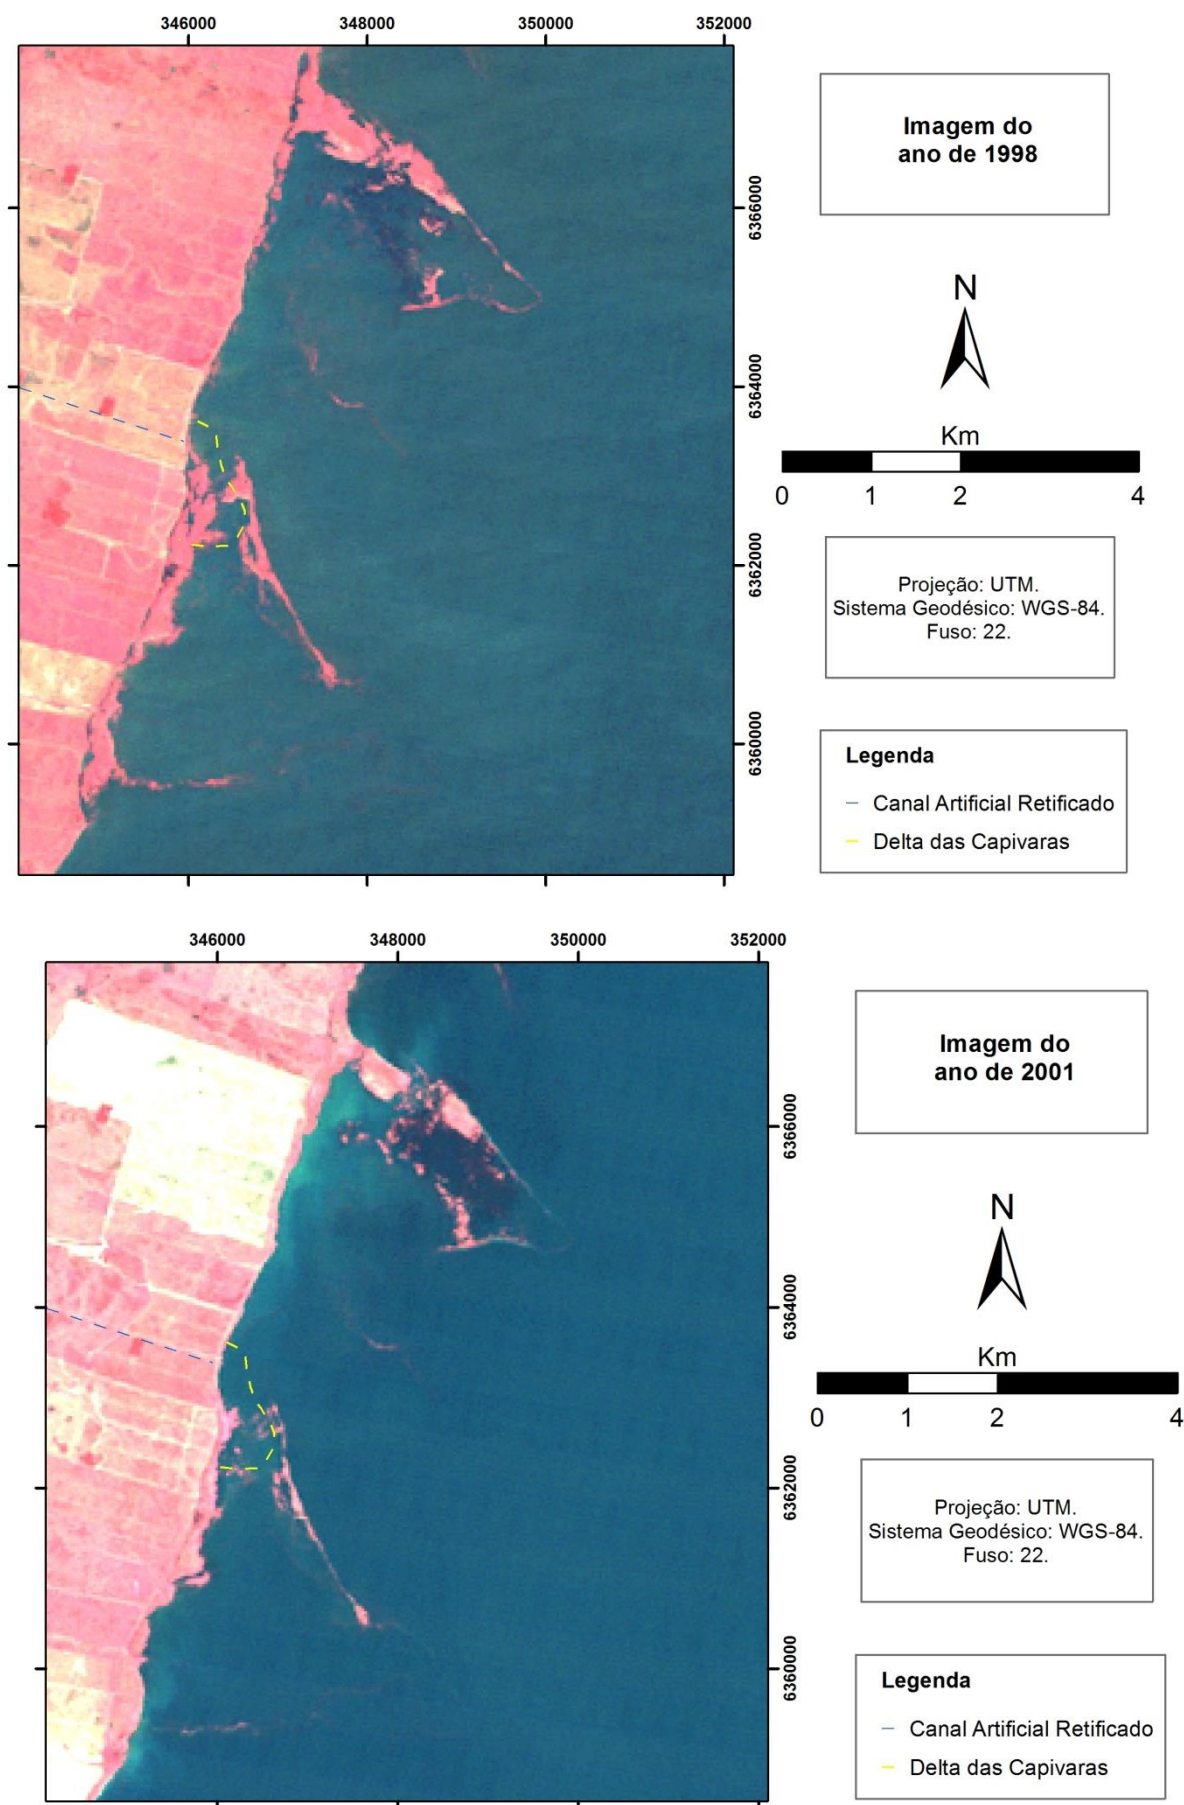 346000 348000 350000 352000
Imagem do
ano de 1998
6366000
N
6364000
Km
0 1 2 4
6362000
Projeção: UTM.
Sistema Geodésico: WGS-84.
Fuso: 22.
6360000
Legenda
Canal Artificial Retificado
Delta das Capivaras
346000 348000 350000 352000
Imagem do
ano de 2001
6366000
N
6364000
Km
0 1 2 4
6362000
Projeção: UTM.
Sistema Geodésico: WGS-84.
Fuso: 22.
6360000
Legenda
Canal Artificial Retificado
Delta das Capivaras